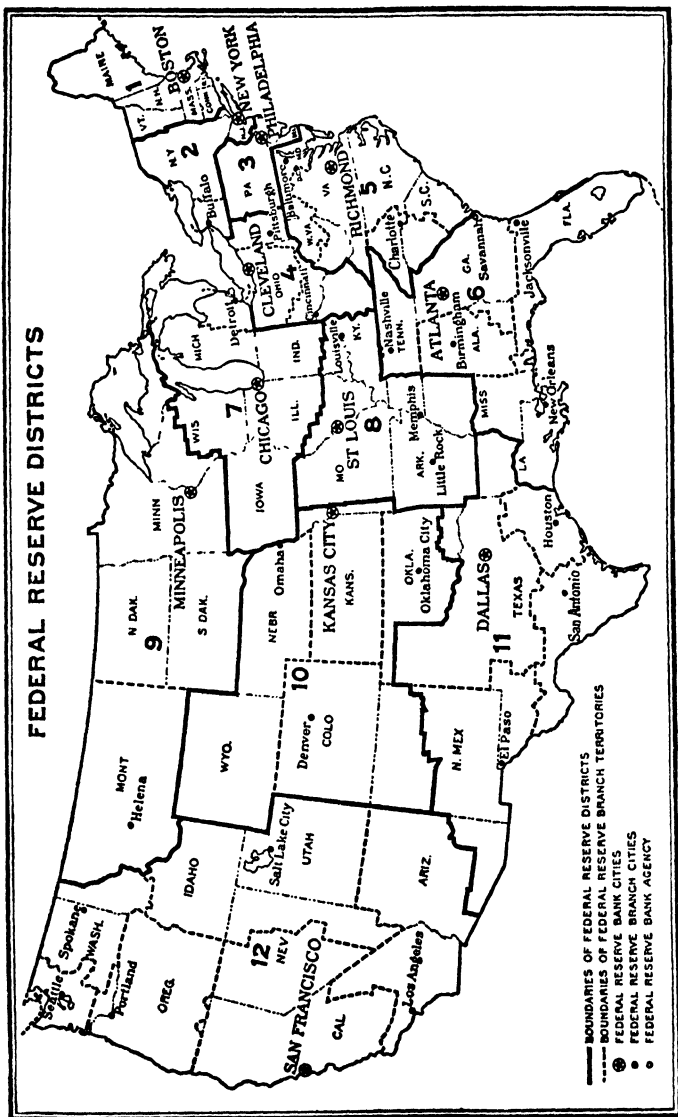 FEDERAL RESERVE DISTRICTS
MAINE
1
VT.
N.H.
BOSTON
MASS.
CONN.
R.I.
N.Y
2
Buffalo
NEW YORK
PHILADELPHIA
N.J.
PA
3
Pittsburgh
Baltimore
MD
CLEVELAND
OHIO
4
Cincinnati
W.VA
VA
RICHMOND
5
N.C
Charlotte
S.C.
MICH
Detroit
WIS
7
CHICAGO
IOWA
ILL.
IND.
Louisville
KY.
MO
ST LOUIS
8
Memphis
ARK.
Little Rock
Nashville
TENN.
ATLANTA
Birmingham
ALA.
6
GA.
Savannah
Jacksonville
FLA.
MISS
LA
New Orleans
MINN
MINNEAPOLIS
N DAK.
9
S DAK.
MONT
Helena
NEBR
Omaha
KANSAS CITY
KANS.
10
WYO.
Denver
COLO
OKLA.
Oklahoma City
DALLAS
TEXAS
11
Houston
San Antonio
El Paso
N. MEX
Seattle
Spokane
WASH.
Portland
OREG.
IDAHO
Salt Lake City
UTAH
12
NEV
SAN FRANCISCO
CAL
Los Angeles
ARIZ.
BOUNDARIES OF FEDERAL RESERVE DISTRICTS
BOUNDARIES OF FEDERAL RESERVE BRANCH TERRITORIES
FEDERAL RESERVE BANK CITIES
FEDERAL RESERVE BRANCH CITIES
FEDERAL RESERVE BANK AGENCY